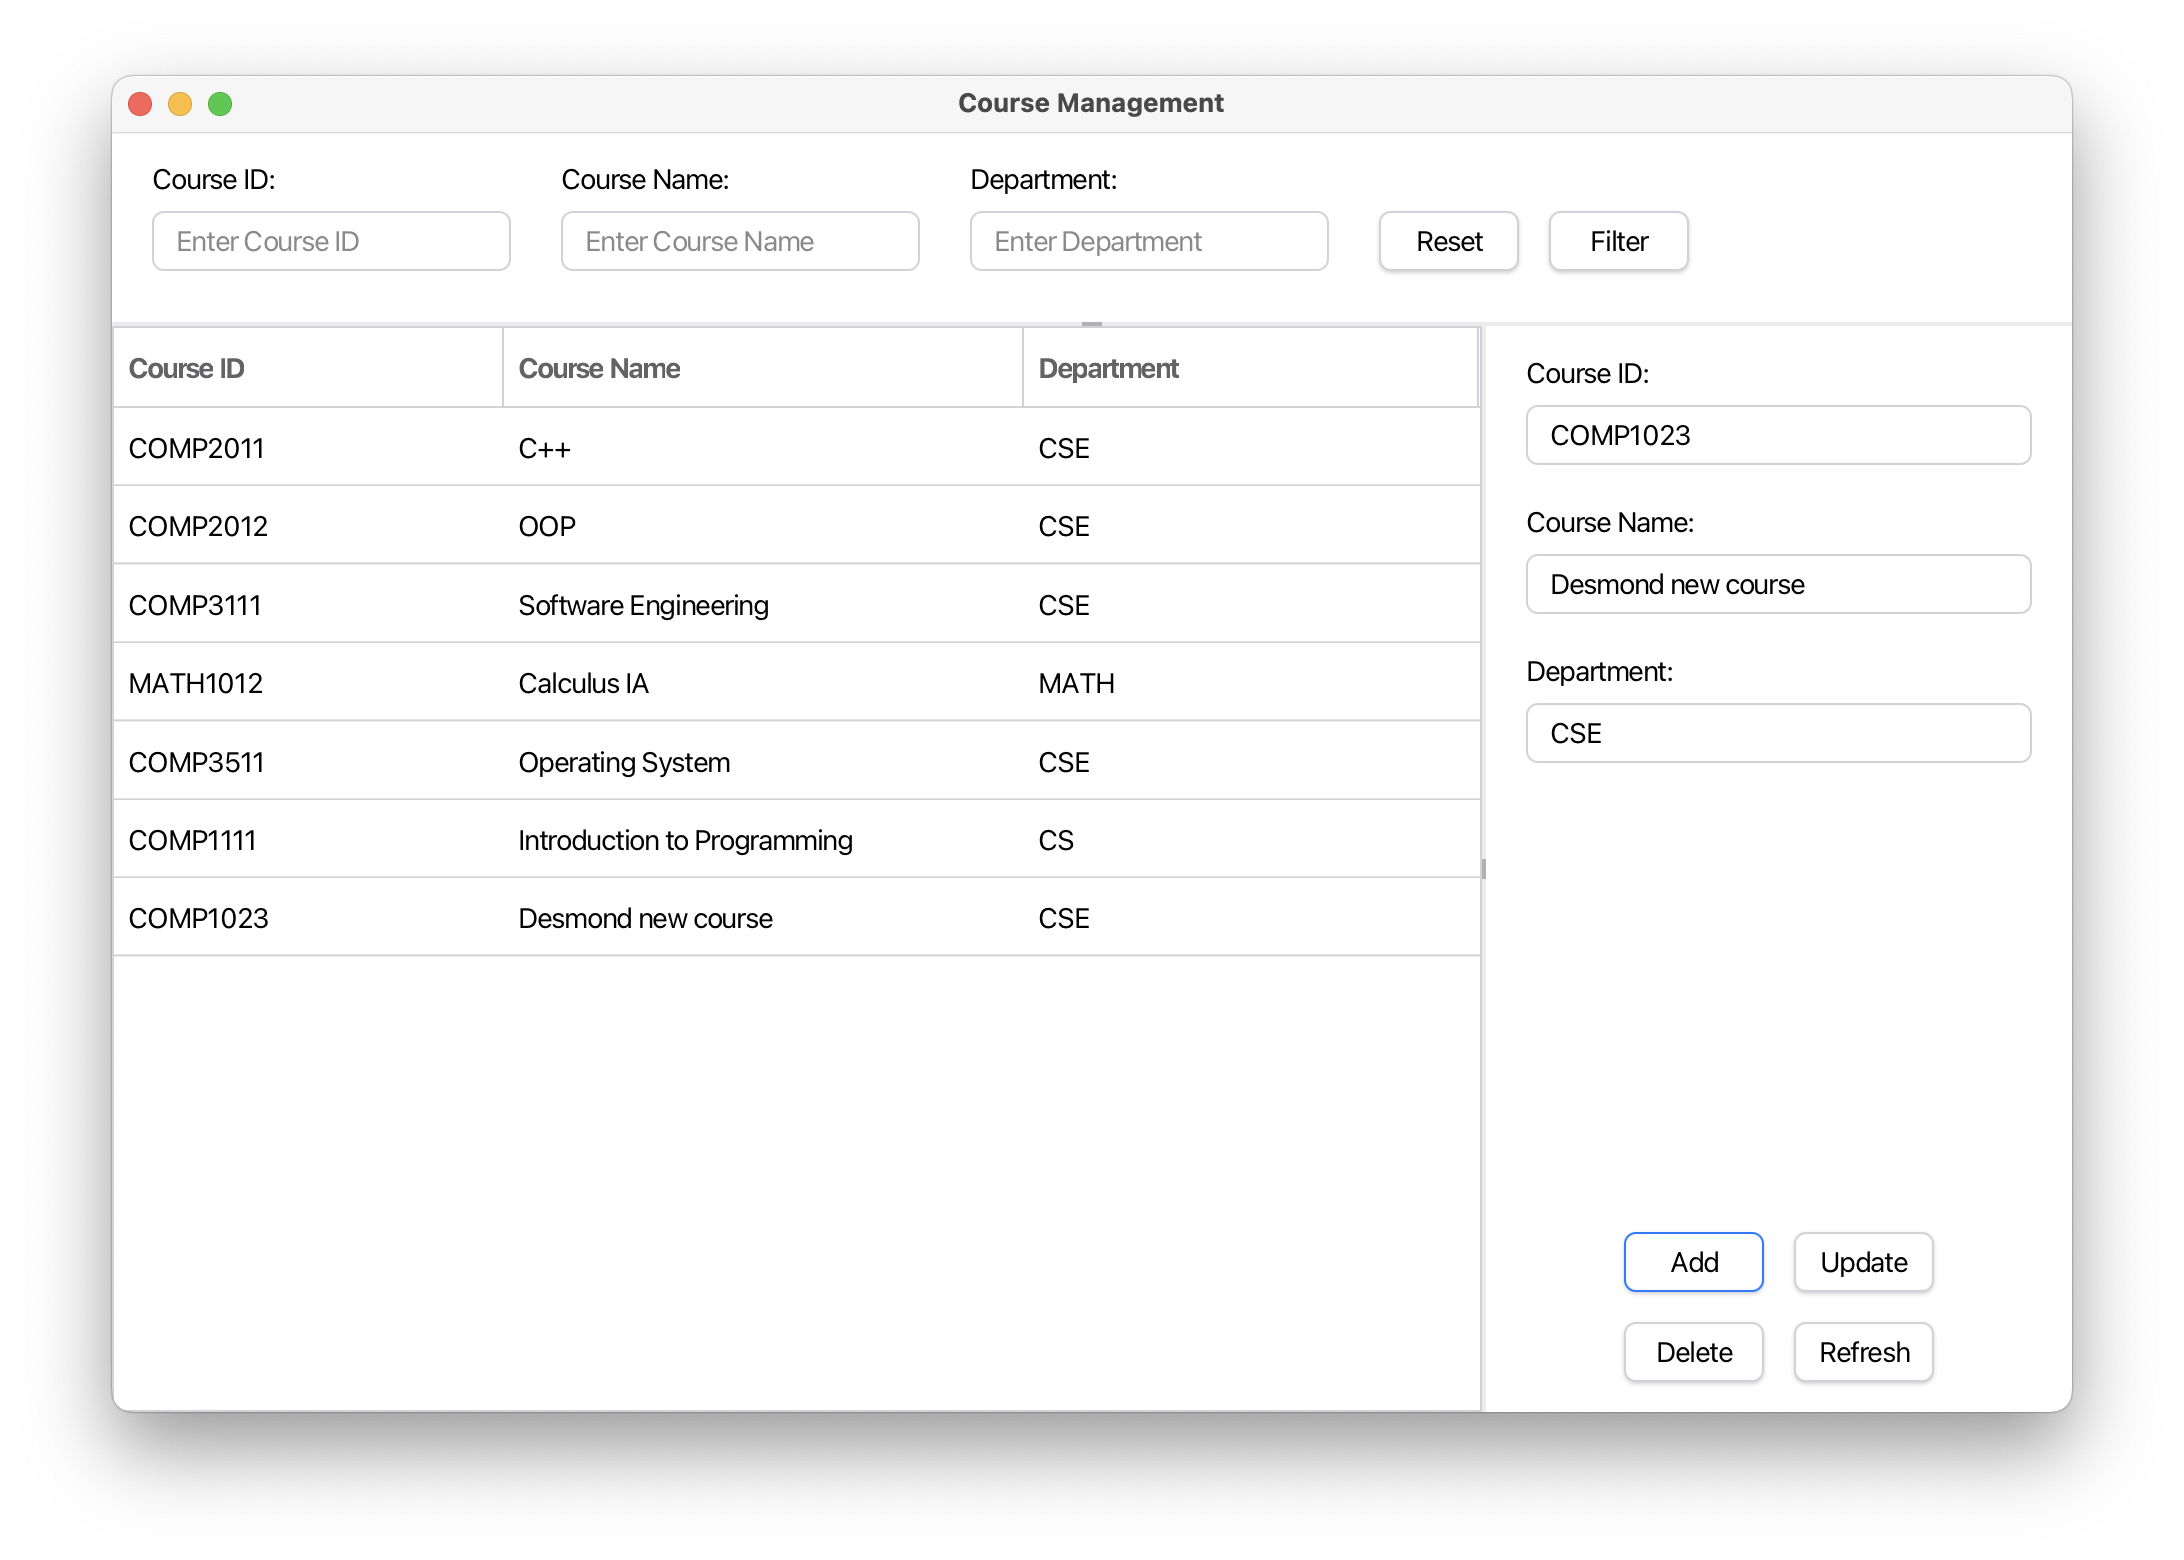 Course Management
Course ID: Course Name: Department:
Enter Course ID Enter Course Name Enter Department Reset Filter
Course ID Course Name Department
COMP2011 C++ CSE
COMP2012 OOP CSE
COMP3111 Software Engineering CSE
MATH1012 Calculus IA MATH
COMP3511 Operating System CSE
COMP1111 Introduction to Programming CS
COMP1023 Desmond new course CSE
Course ID:
COMP1023
Course Name:
Desmond new course
Department:
CSE
Add Update
Delete Refresh